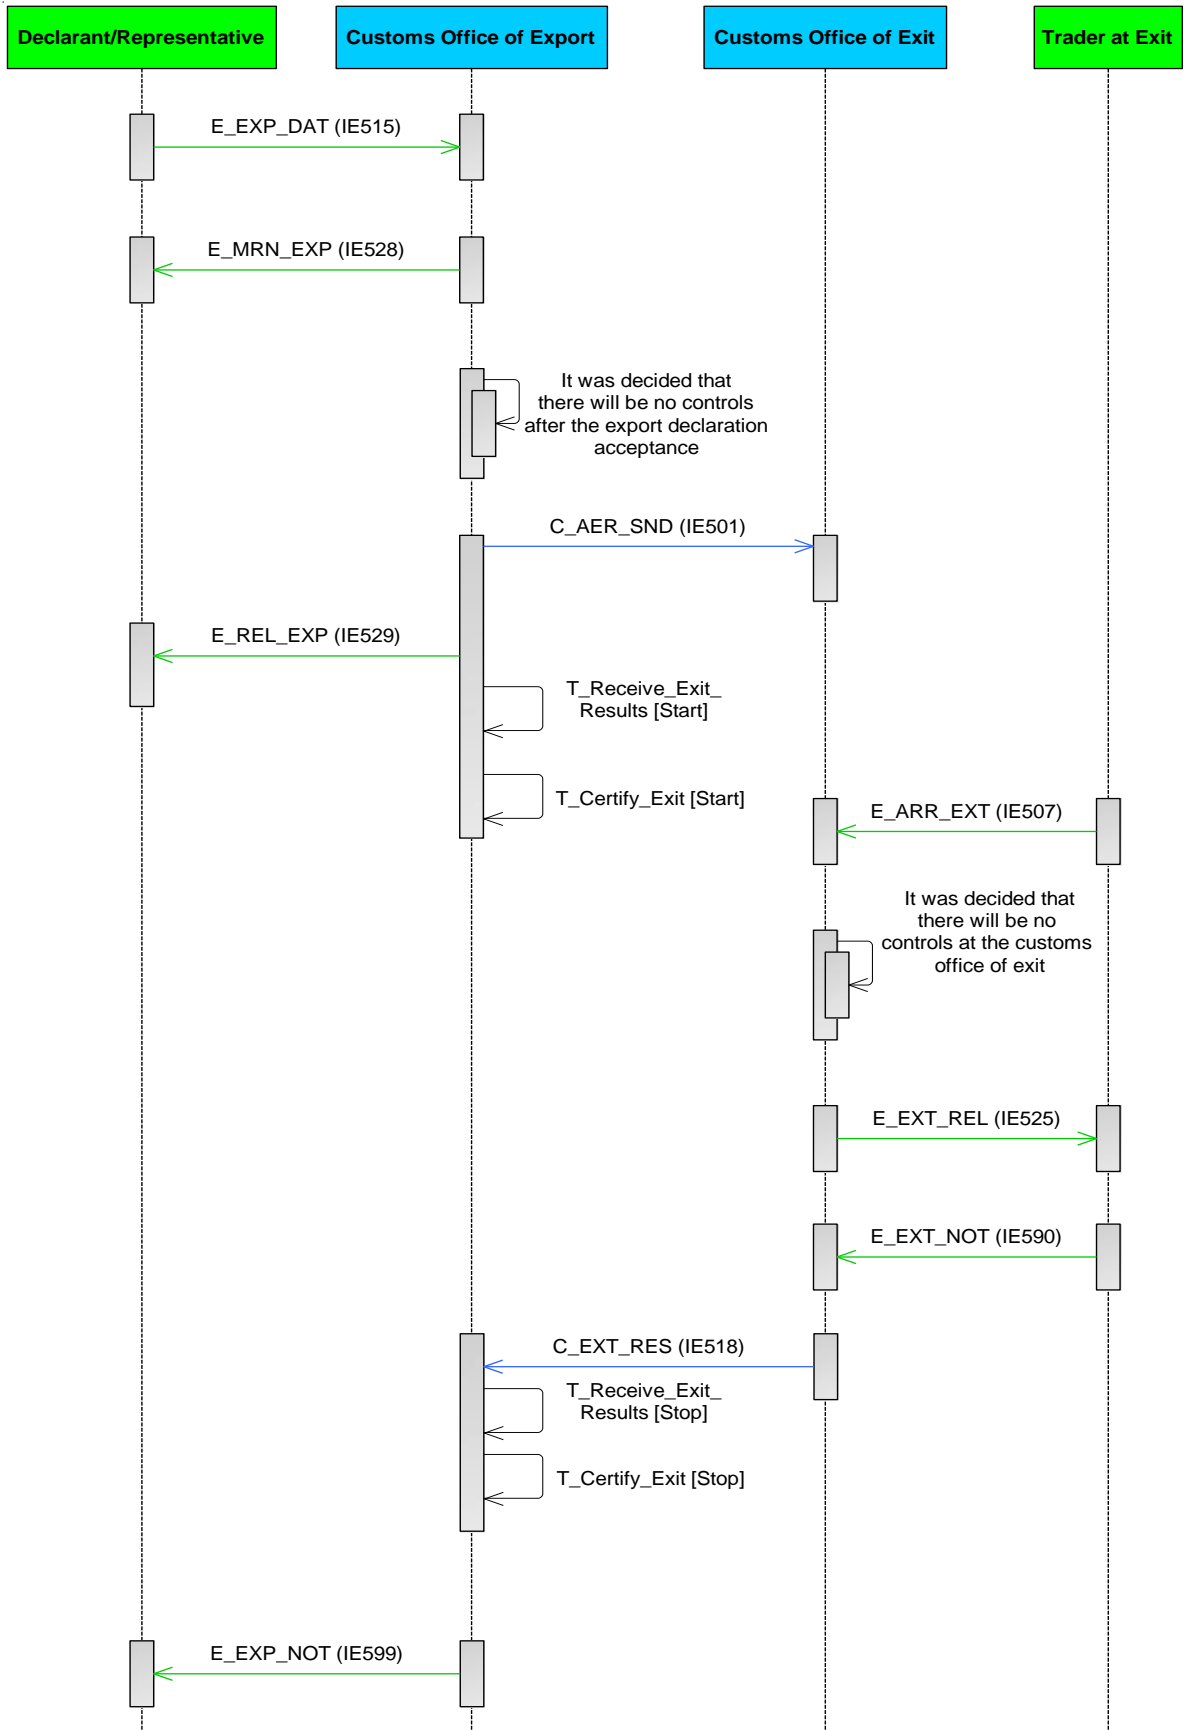 Declarant/Representative
Customs Office of Export
Customs Office of Exit
Trader at Exit
E_EXP_DAT (IE515)
E_MRN_EXP (IE528)
It was decided that
there will be no controls
after the export declaration
acceptance
C_AER_SND (IE501)
E_REL_EXP (IE529)
T_Receive_Exit_
Results [Start]
T_Certify_Exit [Start]
E_ARR_EXT (IE507)
It was decided that
there will be no
controls at the customs
office of exit
E_EXT_REL (IE525)
E_EXT_NOT (IE590)
C_EXT_RES (IE518)
T_Receive_Exit_
Results [Stop]
T_Certify_Exit [Stop]
E_EXP_NOT (IE599)